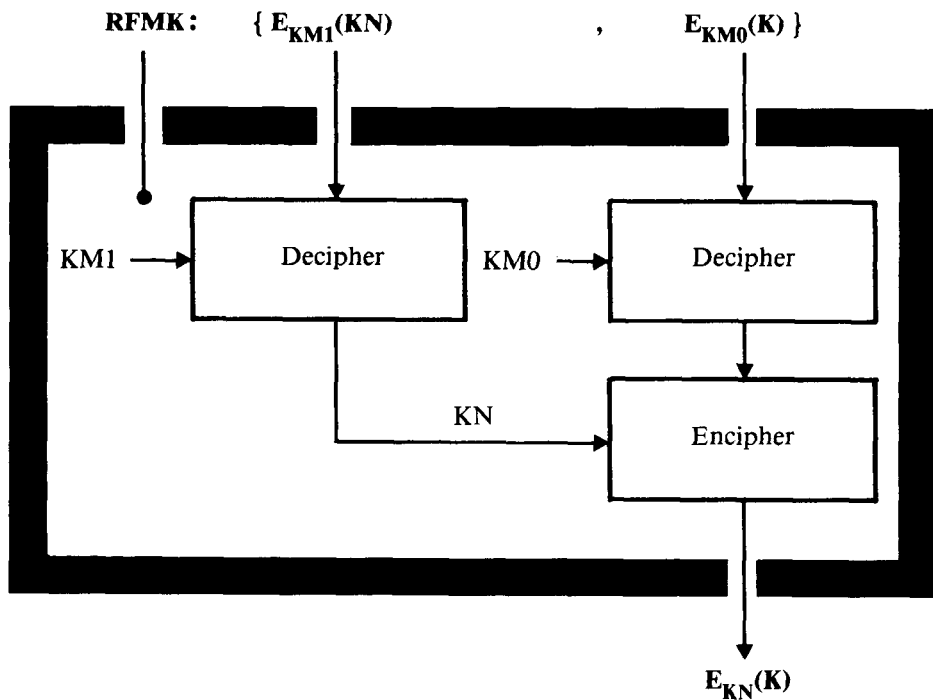 RFMK: { E_KM1(KN) , E_KM0(K) }
KM1
Decipher
KM0
Decipher
KN
Encipher
E_KN(K)